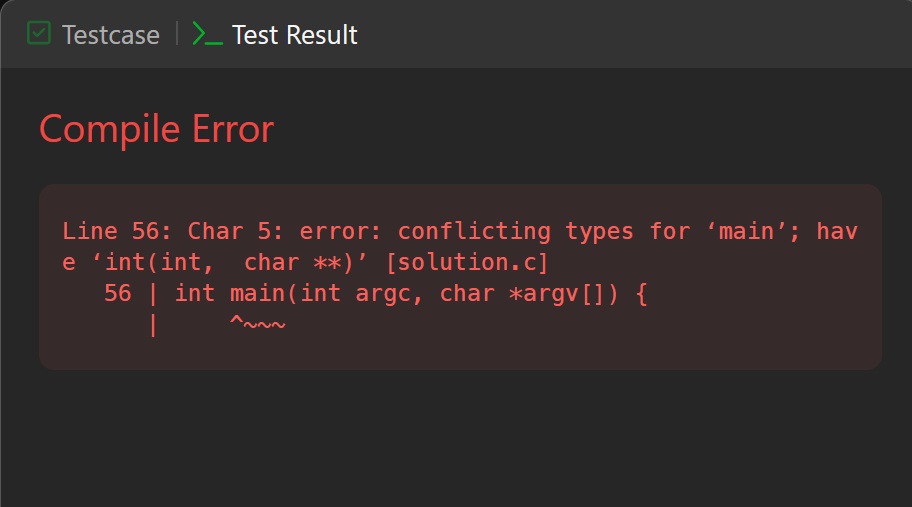 Testcase | Test Result
Compile Error
Line 56: Char 5: error: conflicting types for ‘main’; hav
e ‘int(int,  char **)’ [solution.c]
   56 | int main(int argc, char *argv[]) {
      |     ^~~~